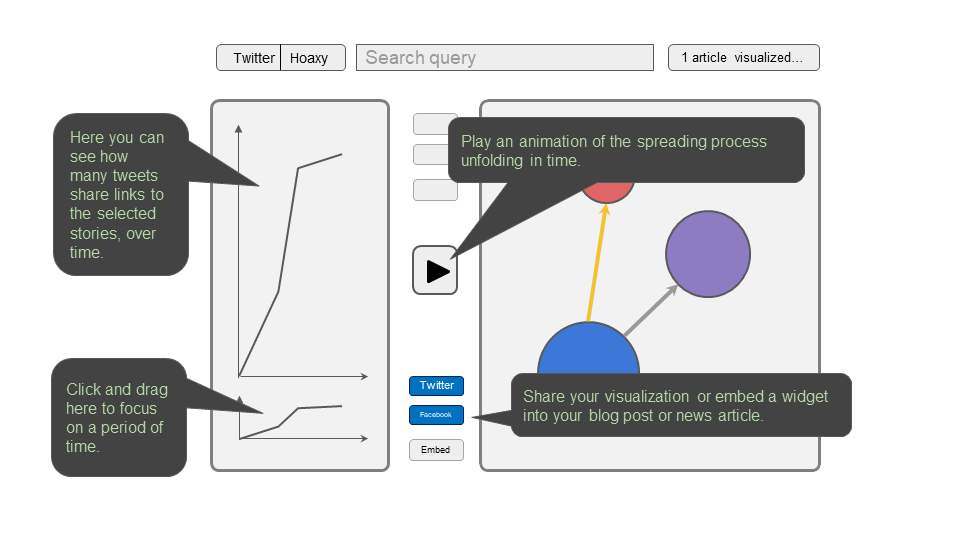 Twitter Hoaxy
Search query
1 article visualized...
Here you can
see how
many tweets
share links to
the selected
stories, over
time.
Play an animation of the spreading process
unfolding in time.
Click and drag
here to focus
on a period of
time.
Twitter
Facebook
Embed
Share your visualization or embed a widget
into your blog post or news article.